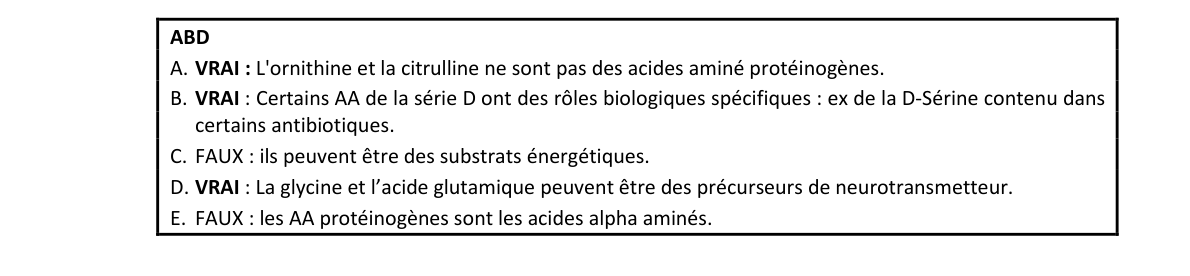 ABD
A. VRAI : L'ornithine et la citrulline ne sont pas des acides aminé protéinogènes.
B. VRAI : Certains AA de la série D ont des rôles biologiques spécifiques : ex de la D-Sérine contenu dans
certains antibiotiques.
C. FAUX : ils peuvent être des substrats énergétiques.
D. VRAI : La glycine et l’acide glutamique peuvent être des précurseurs de neurotransmetteur.
E. FAUX : les AA protéinogènes sont les acides alpha aminés.